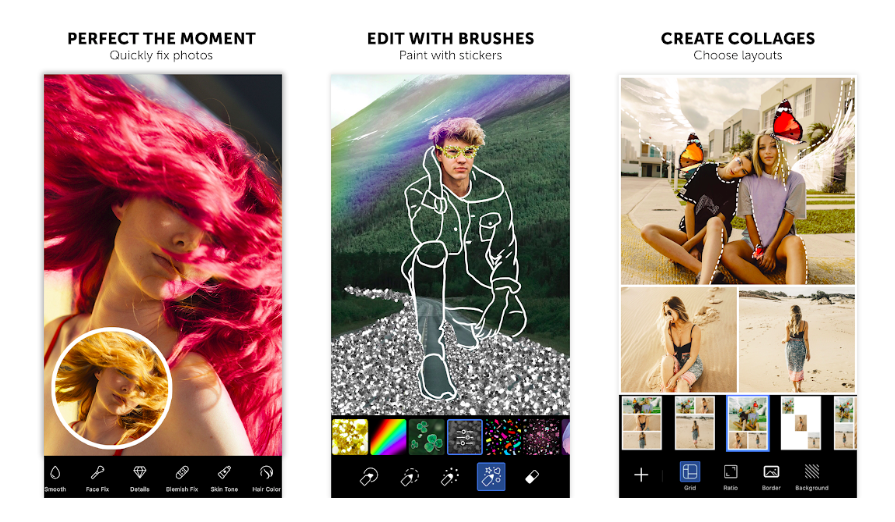 PERFECT THE MOMENT
Quickly fix photos
EDIT WITH BRUSHES
Paint with stickers
CREATE COLLAGES
Choose layouts
Smooth
Face Fix
Details
Blemish Fix
Skin Tone
Hair Color
Grid
Ratio
Border
Background